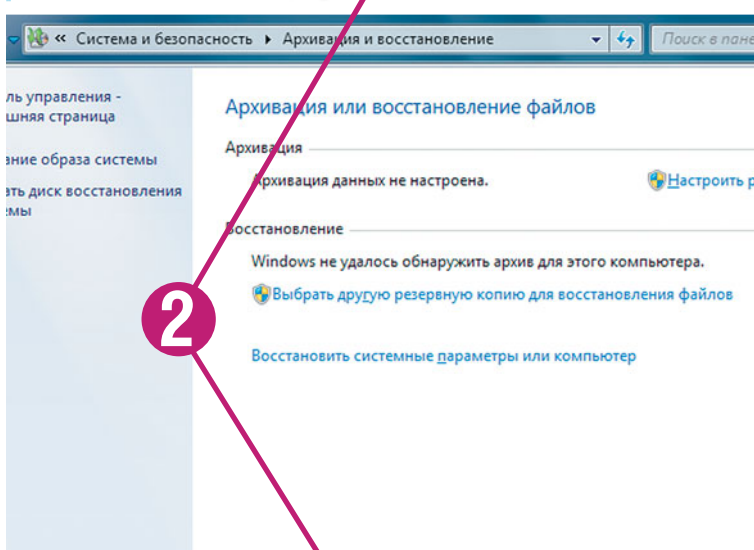 « Система и безопасность ▸ Архивация и восстановление Поиск в пане
ль управления -
шняя страница
ание образа системы
ать диск восстановления
емы
Архивация или восстановление файлов
Архивация
Архивация данных не настроена. Настроить р
Восстановление
Windows не удалось обнаружить архив для этого компьютера.
Выбрать другую резервную копию для восстановления файлов
2
Восстановить системные параметры или компьютер